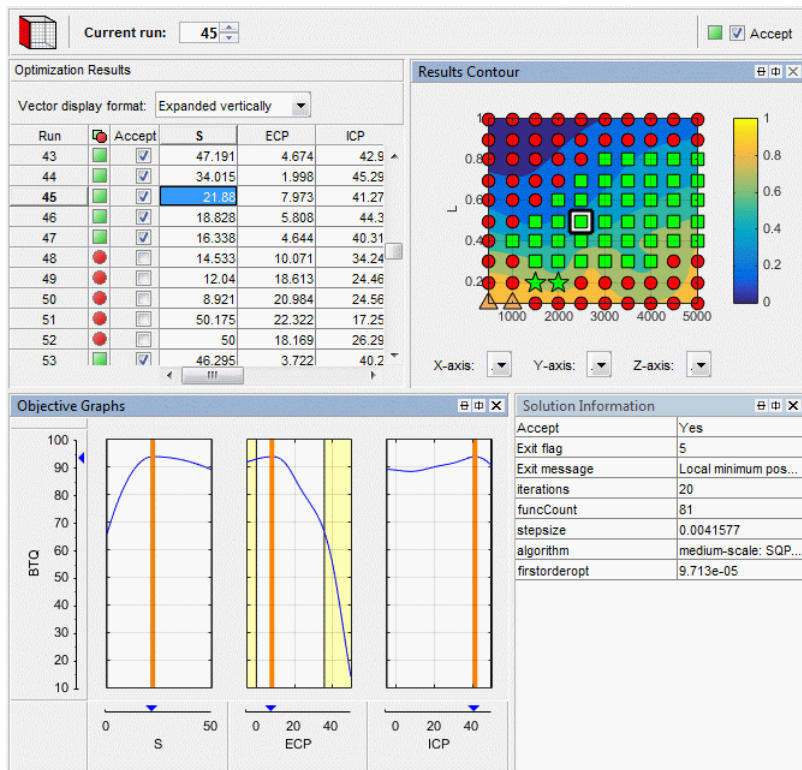 Current run: 45
Accept
Optimization Results
Vector display format: Expanded vertically
Run Accept S ECP ICP
43 47.191 4.674 42.9
44 34.015 1.998 45.29
45 21.88 7.973 41.27
46 18.828 5.808 44.3
47 16.338 4.644 40.31
48 14.533 10.071 34.24
49 12.04 18.613 24.46
50 8.921 20.984 24.56
51 50.175 22.322 17.25
52 50 18.169 26.29
53 46.295 3.722 40.2
Results Contour
1
0.8
0.6
0.4
0.2
L
1000 2000 3000 4000 5000
1
0.8
0.6
0.4
0.2
0
X-axis: . Y-axis: . Z-axis: .
Objective Graphs
100
90
80
70
60
50
40
30
20
10
BTQ
0 50
S
0 20 40
ECP
0 20 40
ICP
Solution Information
Accept Yes
Exit flag 5
Exit message Local minimum pos...
iterations 20
funcCount 81
stepsize 0.0041577
algorithm medium-scale: SQP...
firstorderopt 9.713e-05